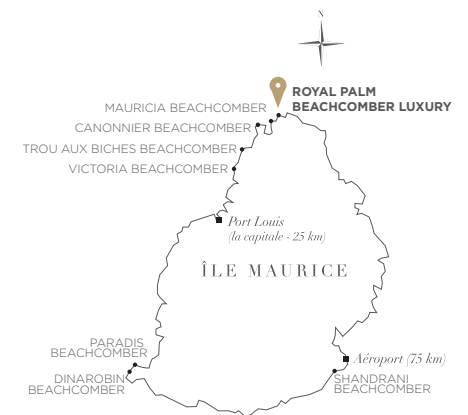 N
ROYAL PALM
BEACHCOMBER LUXURY
MAURICIA BEACHCOMBER
CANONNIER BEACHCOMBER
TROU AUX BICHES BEACHCOMBER
VICTORIA BEACHCOMBER
Port Louis
(la capitale - 25 km)
ÎLE MAURICE
PARADIS
BEACHCOMBER
DINAROBIN
BEACHCOMBER
Aéroport (75 km)
SHANDRANI
BEACHCOMBER